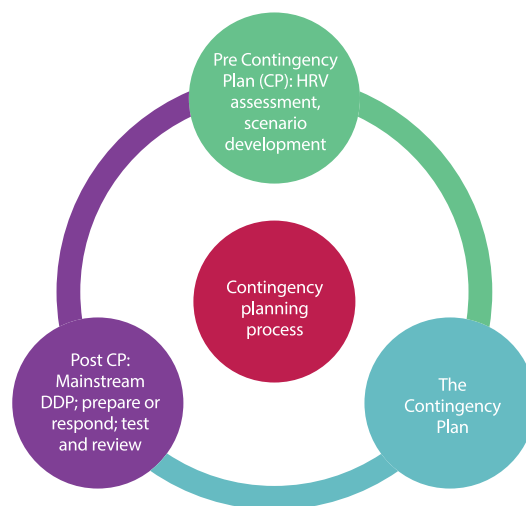 Pre Contingency
Plan (CP): HRV
assessment,
scenario
development
Contingency
planning
process
Post CP:
Mainstream
DDP; prepare or
respond; test
and review
The
Contingency
Plan